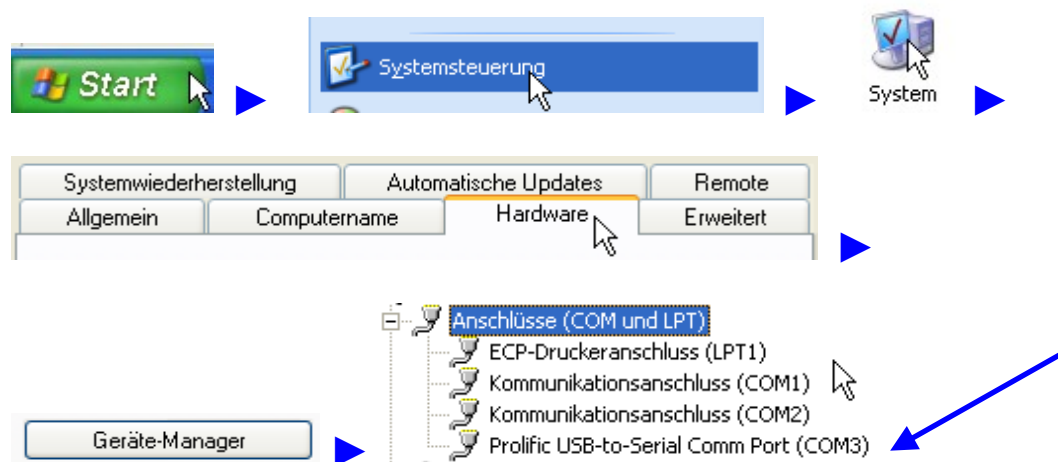 Start
Systemsteuerung
System
Systemwiederherstellung Automatische Updates Remote
Allgemein Computername Hardware Erweitert
Anschlüsse (COM und LPT)
ECP-Druckeranschluss (LPT1)
Kommunikationsanschluss (COM1)
Kommunikationsanschluss (COM2)
Geräte-Manager
Prolific USB-to-Serial Comm Port (COM3)